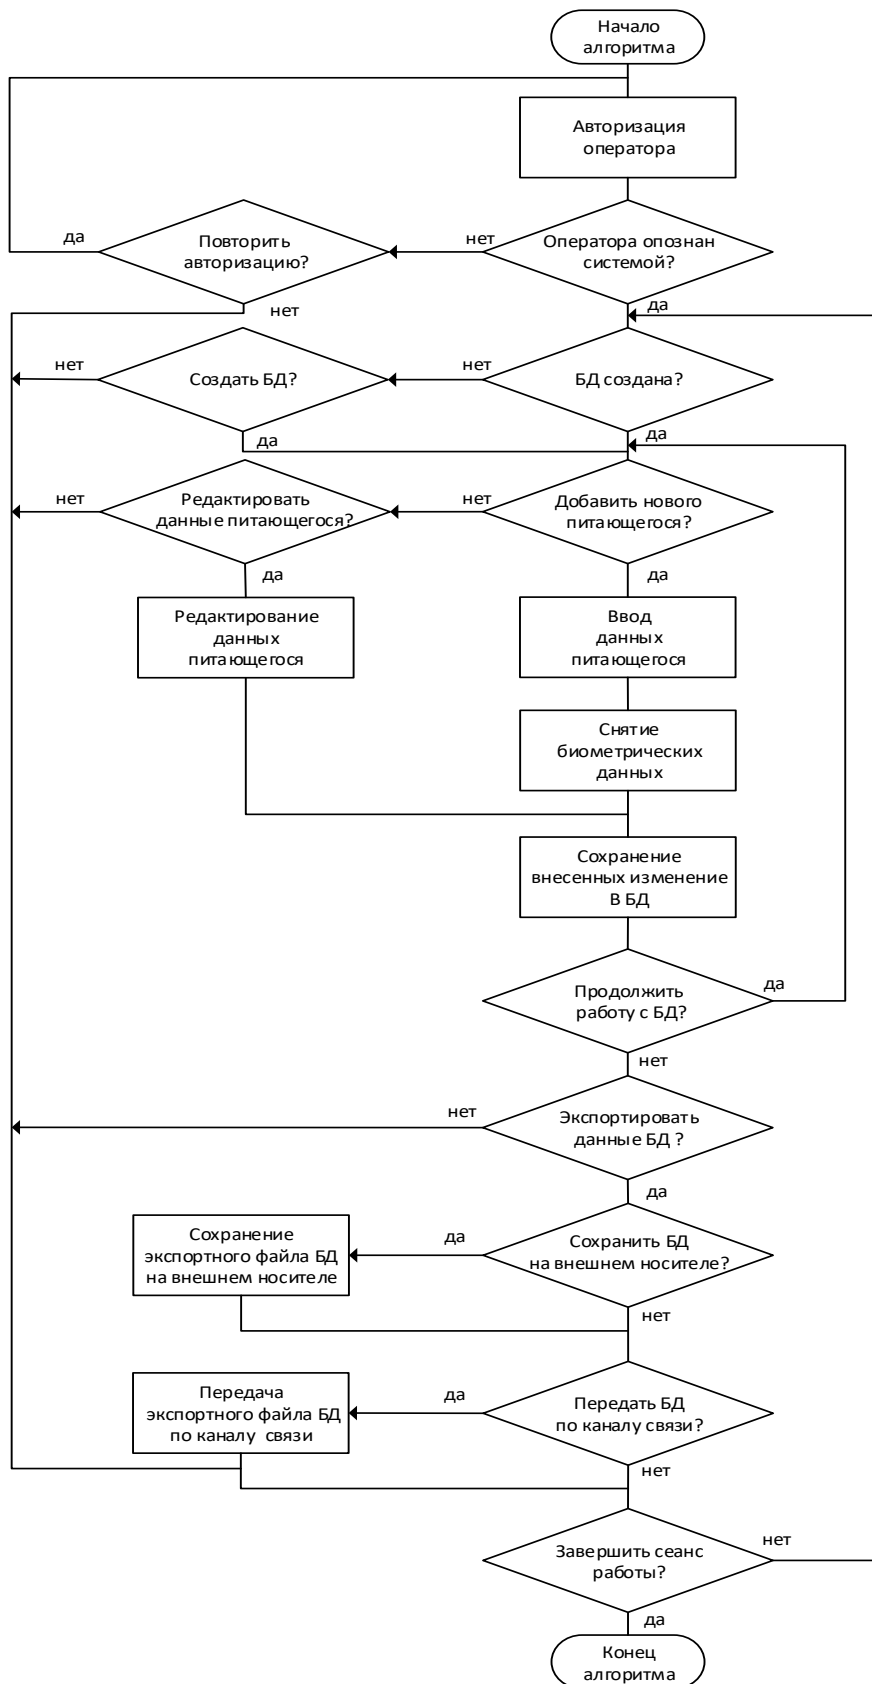 Начало
алгоритма
Авторизация
оператора
да
Повторить
авторизацию?
нет
Оператора опознан
системой?
нет
да
нет
Создать БД?
нет
БД создана?
да
да
нет
Редактировать
данные питающегося?
нет
Добавить нового
питающегося?
да
да
Редактирование
данных
питающегося
Ввод
данных
питающегося
Снятие
биометрических
данных
Сохранение
внесенных изменение
В БД
Продолжить
работу с БД?
да
нет
нет
Экспортировать
данные БД ?
да
Сохранение
экспортного файла БД
на внешнем носителе
да
Сохранить БД
на внешнем носителе?
нет
Передача
экспортного файла БД
по каналу связи
да
Передать БД
по каналу связи?
нет
Завершить сеанс
работы?
нет
да
Конец
алгоритма